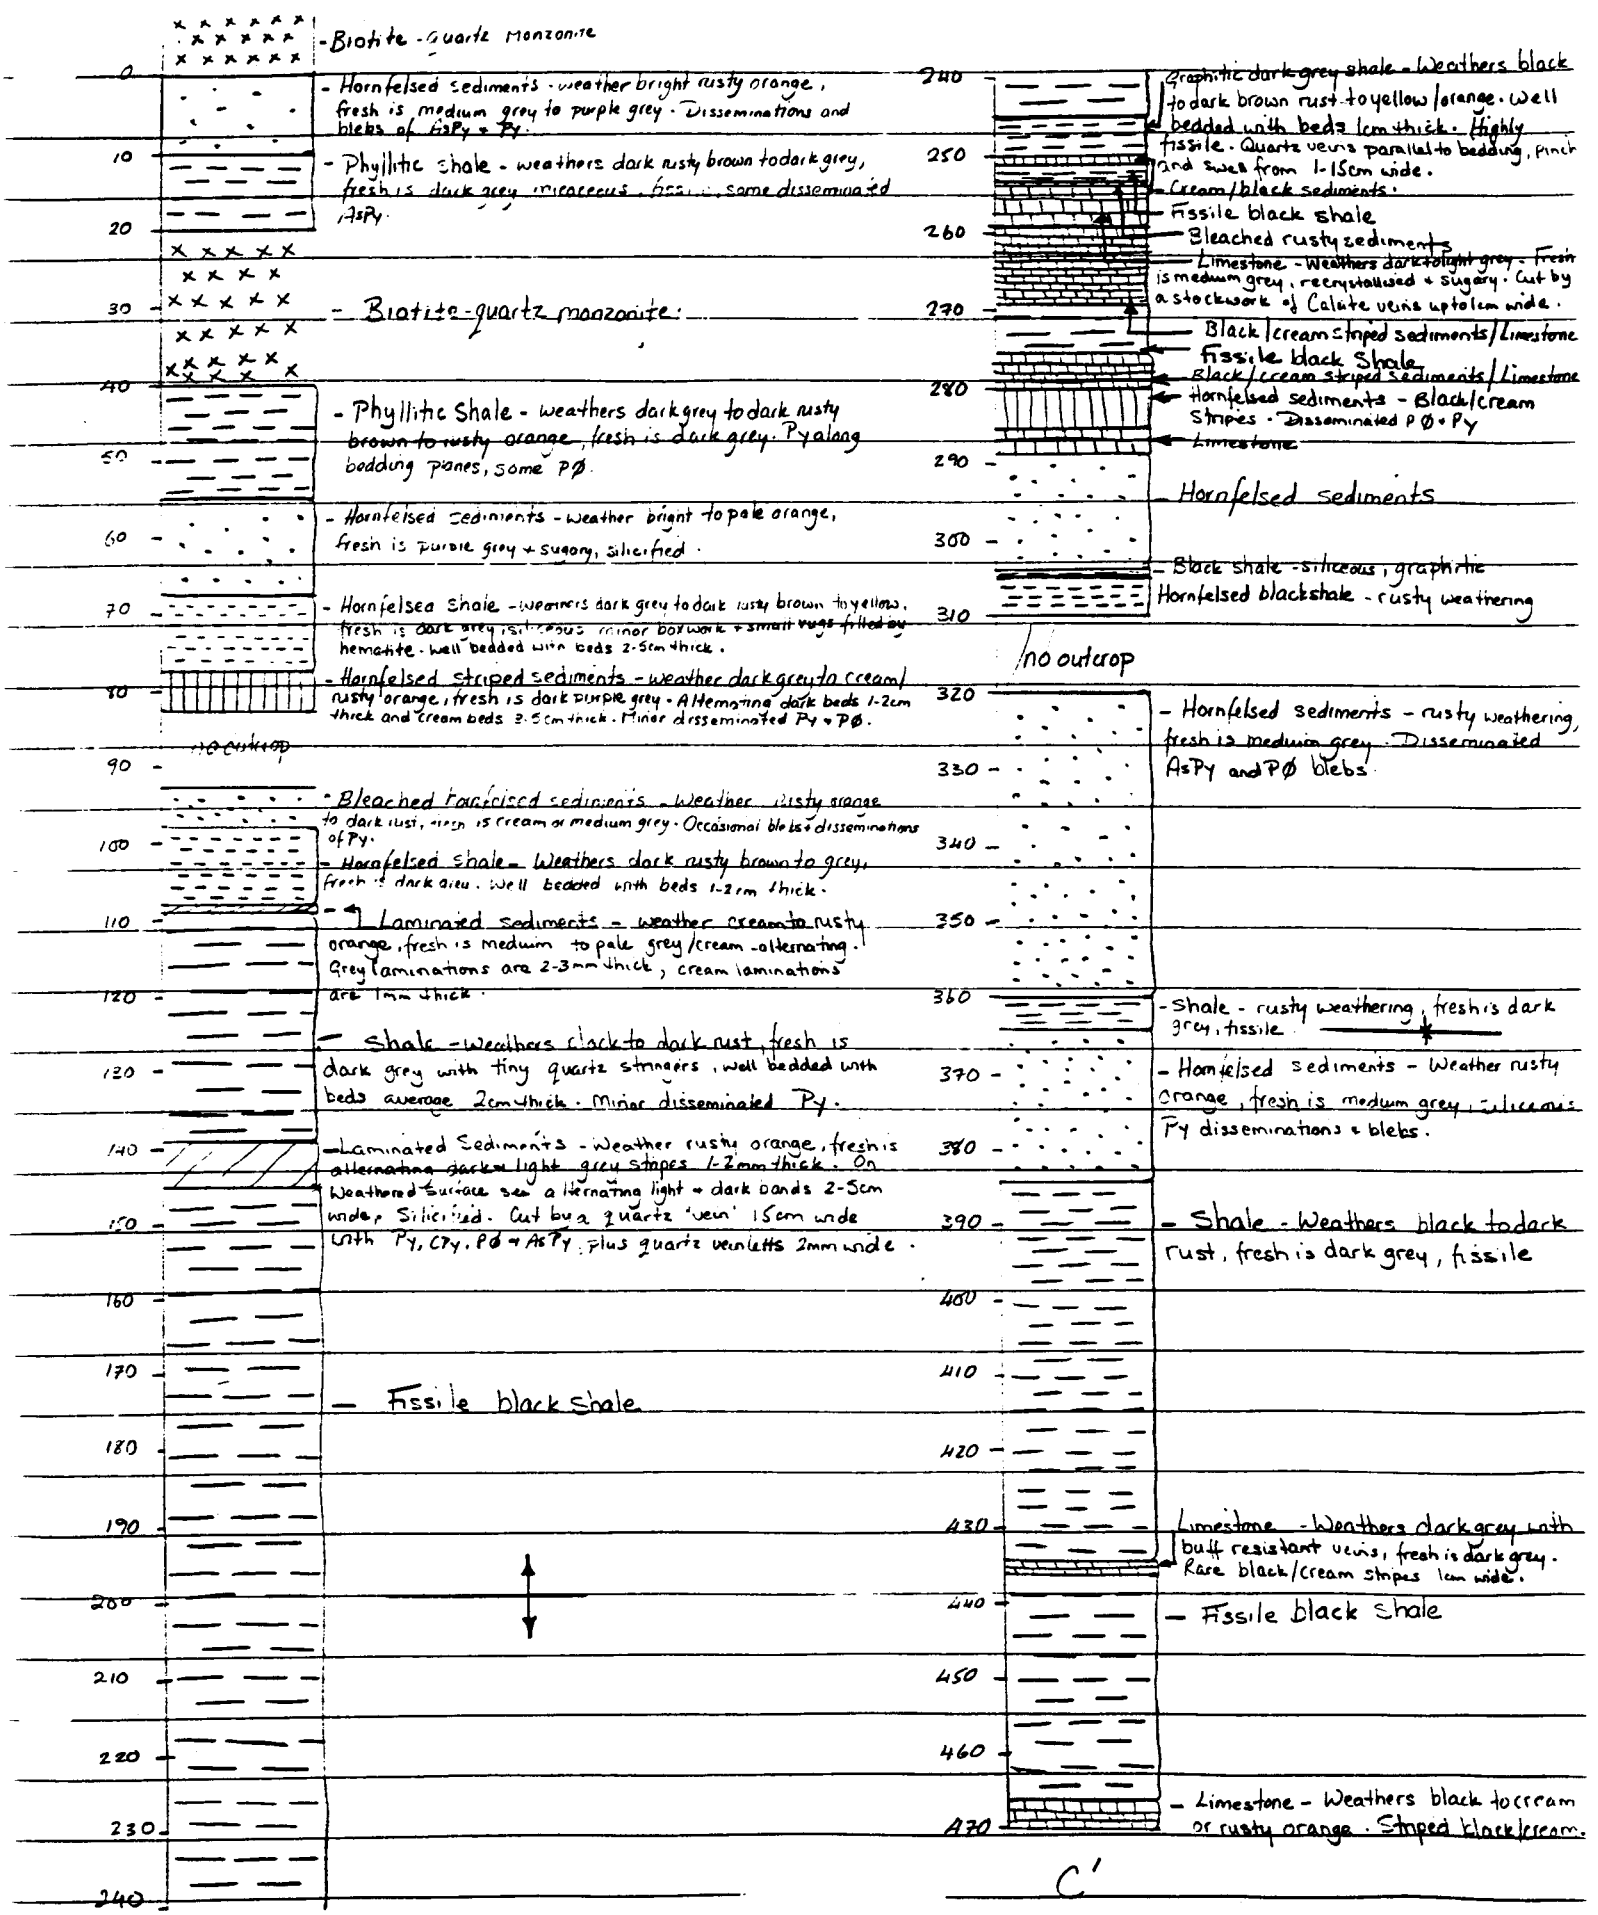 - Biotite-Quartz Monzonite
0
- Hornfelsed sediments - weather bright rusty orange,
fresh is medium grey to purple grey. Disseminations and
blebs of AsPy + Py.
10
- Phyllitic shale - weathers dark rusty brown to dark grey,
fresh is dark grey micaceous, some disseminated
AsPy.
20
30
- Biotite-quartz monzonite.
40
- Phyllitic Shale - weathers dark grey to dark rusty
brown to rusty orange, fresh is dark grey. Py along
bedding planes, some PØ.
50
- Hornfelsed sediments - weather bright to pale orange,
fresh is purple grey + sugary, silicified.
60
70
- Hornfelsed Shale - weathers dark grey to dark rusty brown to yellow,
fresh is dark grey, siliceous minor boxwork + small vugs filled by
hematite. Well bedded with beds 2-5cm thick.
- Hornfelsed striped sediments - weather dark grey to cream/
80
rusty orange, fresh is dark purple grey. Alternating dark beds 1-2cm
thick and cream beds 3-5cm thick. Minor disseminated Py + PØ.
no outcrop
90
- Bleached hornfelsed sediments - Weather rusty orange
to dark rust, fresh is cream or medium grey. Occasional blebs + disseminations
of Py.
100
- Hornfelsed Shale - Weathers dark rusty brown to grey,
fresh is dark grey. Well bedded with beds 1-2cm thick.
110
- Laminated sediments - weather cream to rusty
orange, fresh is medium to pale grey/cream - alternating.
Grey laminations are 2-3mm thick, cream laminations
are 1mm thick.
120
- Shale - weathers black to dark rust, fresh is
dark grey with tiny quartz stringers, well bedded with
beds average 2cm thick. Minor disseminated Py.
130
140
- Laminated Sediments - Weather rusty orange, fresh is
alternating dark + light grey stripes 1-2mm thick. On
Weathered surface see alternating light + dark bands 2-5cm
wide, Silicified. Cut by a quartz 'vein' 15cm wide
with Py, CPy, PØ + AsPy, plus quartz veinletts 2mm wide.
150
160
170
- Fissile black shale
180
190
200
210
220
230
240
240
Graphitic dark grey shale - Weathers black
to dark brown rust to yellow/orange. Well
bedded with beds 1cm thick. Highly
fissile. Quartz veins parallel to bedding, pinch
and swell from 1-15cm wide.
250
- Cream/black sediments.
- Fissile black shale
260
Bleached rusty sediments
- Limestone - Weathers dark to light grey - Fresh
is medium grey, recrystallized + sugary. Cut by
a stockwork of Calcite veins up to 1cm wide.
270
Black/cream striped sediments/Limestone
Fissile black Shale
280
- Black/cream striped sediments/Limestone
- Hornfelsed sediments - Black/cream
Stripes. Disseminated PØ + Py
- Limestone
290
- Hornfelsed sediments
300
- Black shale - siliceous, graphitic
Hornfelsed black shale - rusty weathering
310
no outcrop
320
- Hornfelsed sediments - rusty weathering,
fresh is medium grey. Disseminated
AsPy and PØ blebs.
330
340
350
360
- Shale - rusty weathering, fresh is dark
grey, fissile.
370
- Hornfelsed sediments - Weather rusty
orange, fresh is medium grey, siliceous
Py disseminations + blebs.
380
390
- Shale - Weathers black to dark
rust, fresh is dark grey, fissile
400
410
420
430
Limestone - Weathers dark grey with
buff resistant veins, fresh is dark grey.
Rare black/cream stripes 1cm wide.
440
- Fissile black shale
450
460
- Limestone - Weathers black to cream
or rusty orange. Striped black/cream.
470
C'